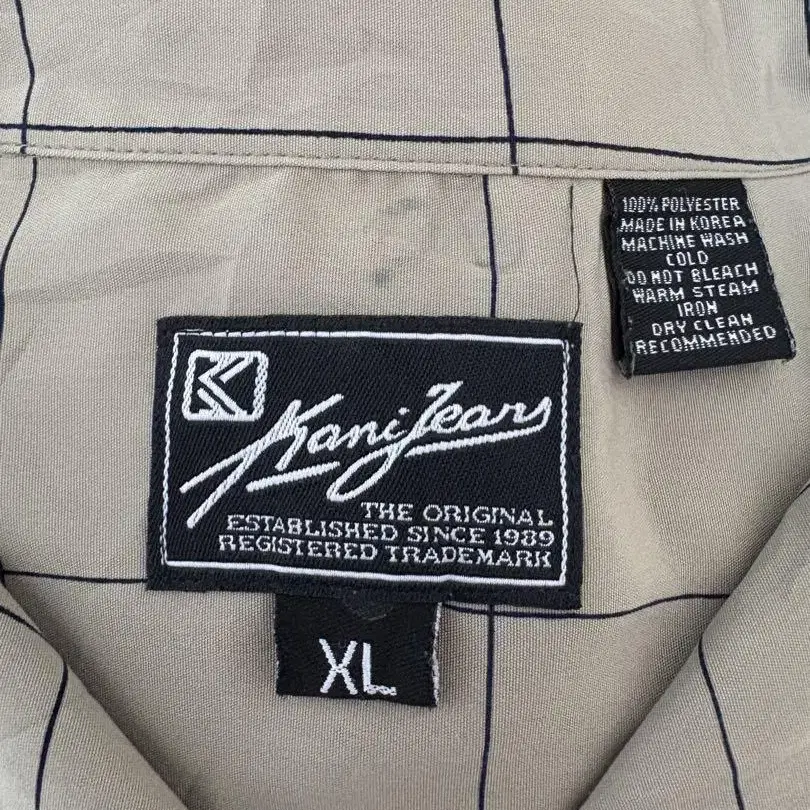 100% POLYESTER
MADE IN KOREA
MACHINE WASH
COLD
DO NOT BLEACH
WARM STEAM
IRON
DRY CLEAN
RECOMMENDED
K
Kani Jeans
THE ORIGINAL
ESTABLISHED SINCE 1989
REGISTERED TRADEMARK
XL